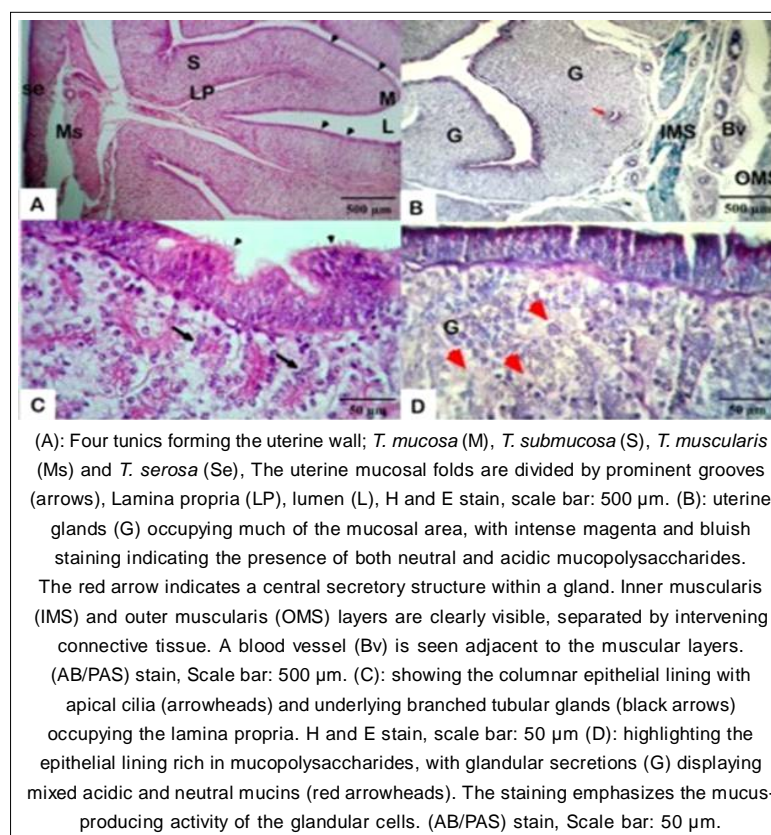 S
LP
se
Ms
M
L
A
500 µm
G
G
IMS
Bv
OMS
B
500 µm
C
50 µm
G
D
50 µm
(A): Four tunics forming the uterine wall; T. mucosa (M), T. submucosa (S), T. muscularis
(Ms) and T. serosa (Se), The uterine mucosal folds are divided by prominent grooves
(arrows), Lamina propria (LP), lumen (L), H and E stain, scale bar: 500 µm. (B): uterine
glands (G) occupying much of the mucosal area, with intense magenta and bluish
staining indicating the presence of both neutral and acidic mucopolysaccharides.
The red arrow indicates a central secretory structure within a gland. Inner muscularis
(IMS) and outer muscularis (OMS) layers are clearly visible, separated by intervening
connective tissue. A blood vessel (Bv) is seen adjacent to the muscular layers.
(AB/PAS) stain, Scale bar: 500 µm. (C): showing the columnar epithelial lining with
apical cilia (arrowheads) and underlying branched tubular glands (black arrows)
occupying the lamina propria. H and E stain, scale bar: 50 µm (D): highlighting the
epithelial lining rich in mucopolysaccharides, with glandular secretions (G) displaying
mixed acidic and neutral mucins (red arrowheads). The staining emphasizes the mucus-
producing activity of the glandular cells. (AB/PAS) stain, Scale bar: 50 µm.